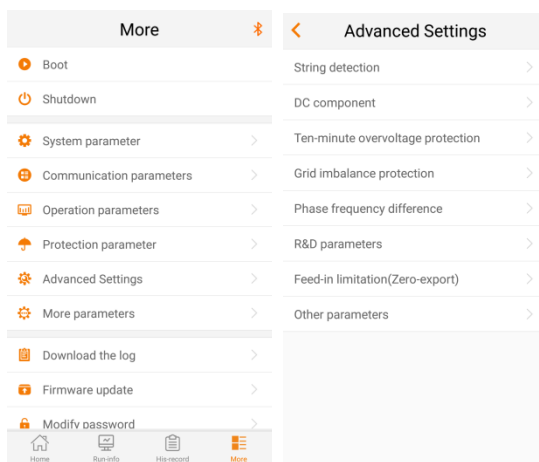 More
Boot
Shutdown
System parameter
Communication parameters
Operation parameters
Protection parameter
Advanced Settings
More parameters
Download the log
Firmware update
Modify password
Home
Run-info
His-record
More
Advanced Settings
String detection
DC component
Ten-minute overvoltage protection
Grid imbalance protection
Phase frequency difference
R&D parameters
Feed-in limitation(Zero-export)
Other parameters